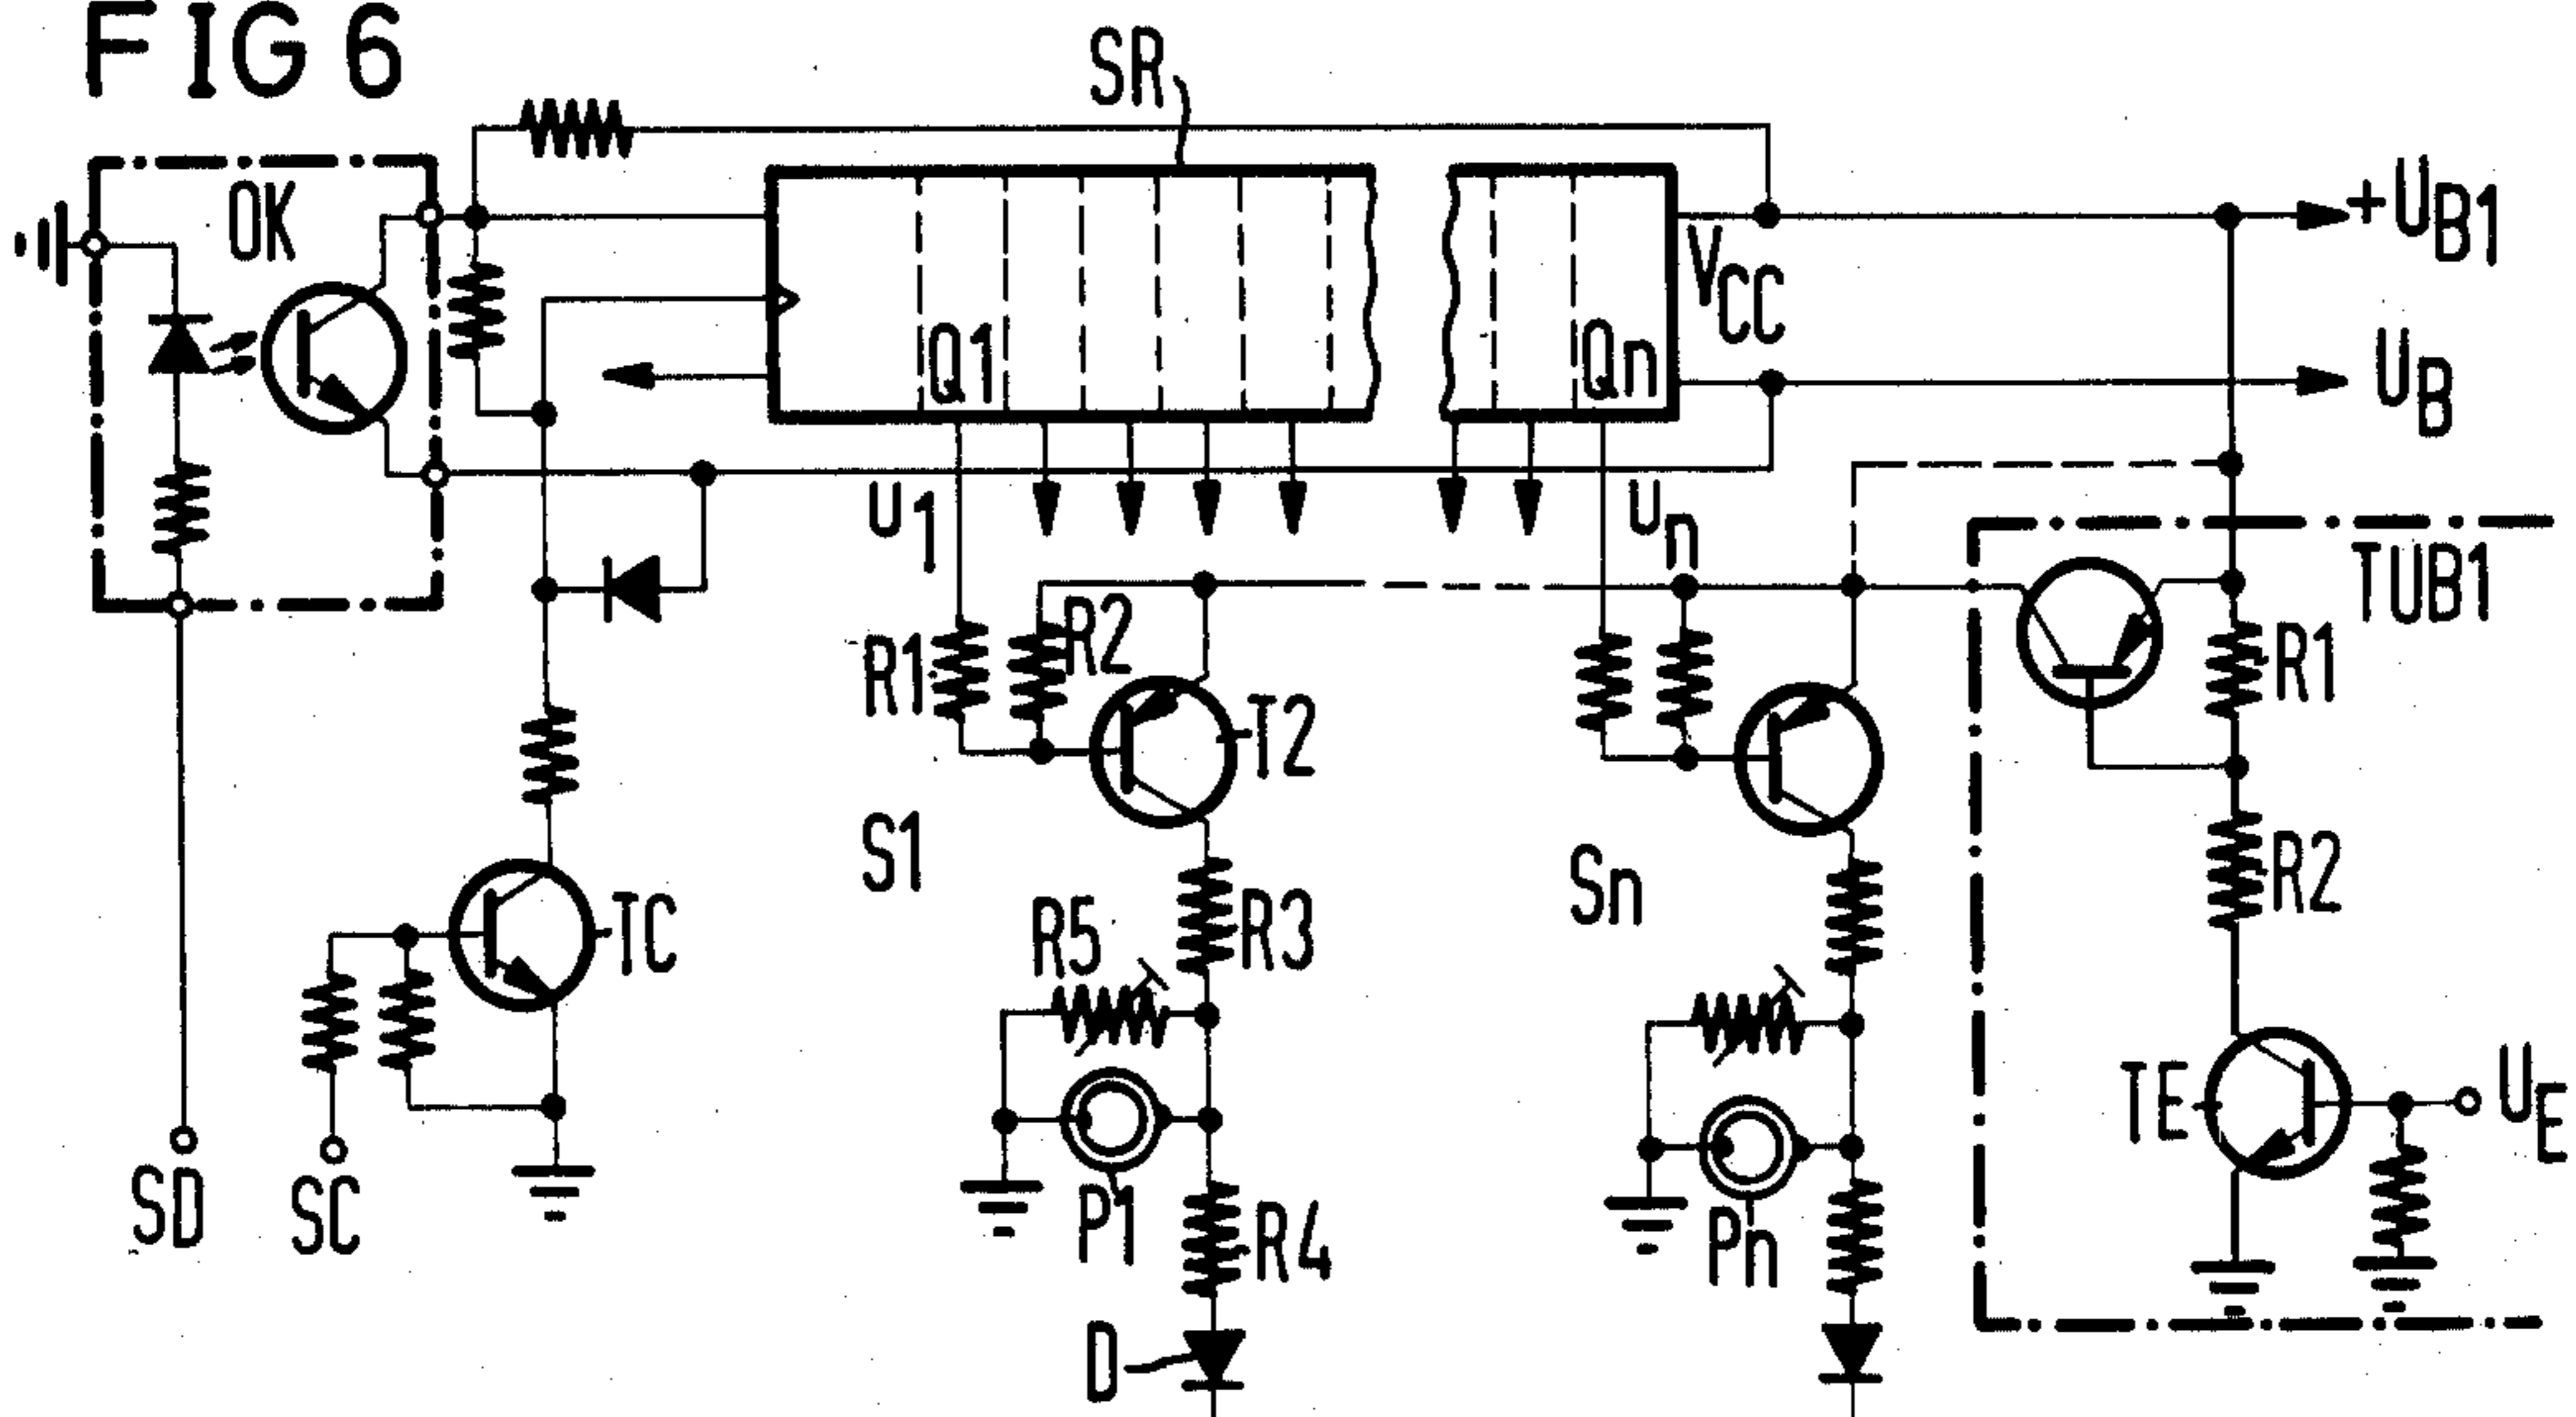 FIG 6
SR
OK
+UB1
VCC
Q1
Qn
UB
U1
Un
TUB1
R1
R2
R1
T2
S1
R2
Sn
R5
R3
TC
TE
UE
P1
R4
Pn
SD
SC
D